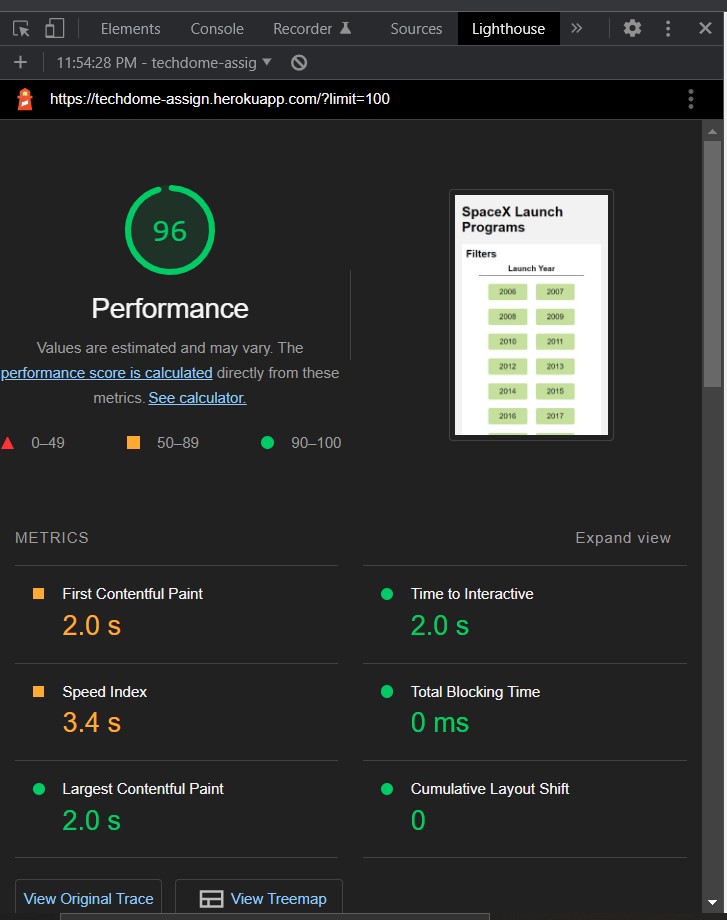 Elements Console Recorder Sources Lighthouse »
11:54:28 PM - techdome-assig
https://techdome-assign.herokuapp.com/?limit=100
96
Performance
Values are estimated and may vary. The
performance score is calculated directly from these
metrics. See calculator.
0–49 50–89 90–100
SpaceX Launch
Programs
Filters
Launch Year
2006 2007
2008 2009
2010 2011
2012 2013
2014 2015
2016 2017
METRICS Expand view
First Contentful Paint
2.0 s
Time to Interactive
2.0 s
Speed Index
3.4 s
Total Blocking Time
0 ms
Largest Contentful Paint
2.0 s
Cumulative Layout Shift
0
View Original Trace View Treemap